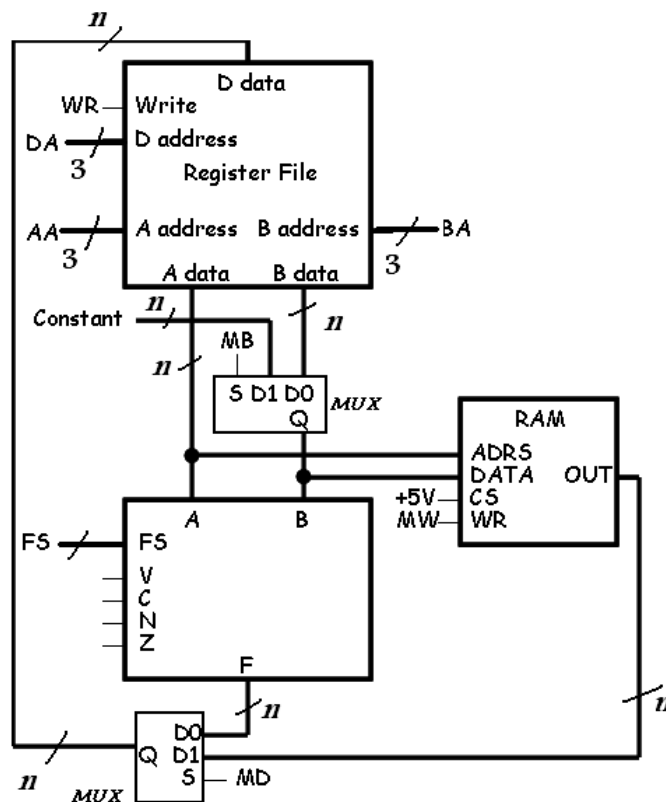 n
D data
WR Write
DA 3 D address
Register File
AA 3 A address B address 3 BA
A data B data
Constant n n
MB n
S D1 D0 MUX
Q
RAM
ADRS
DATA OUT
+5V CS
MW WR
A B
FS FS
V
C
N
Z
F
n n
D0
Q D1
n MUX S MD